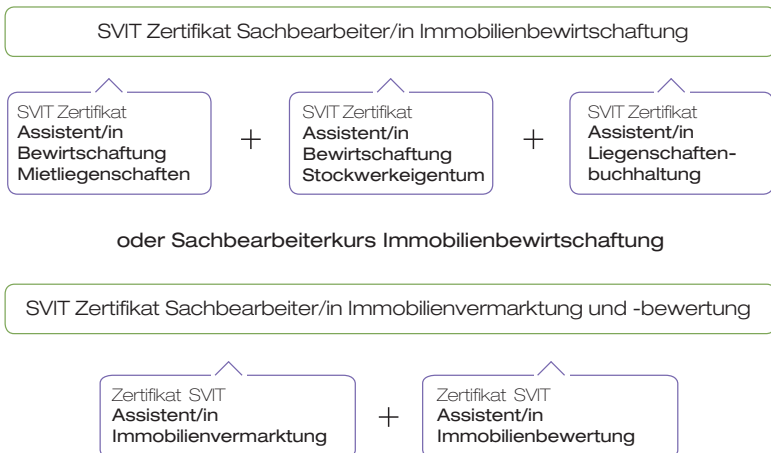 SVIT Zertifikat Sachbearbeiter/in Immobilienbewirtschaftung
SVIT Zertifikat
Assistent/in
Bewirtschaftung
Mietliegenschaften
+
SVIT Zertifikat
Assistent/in
Bewirtschaftung
Stockwerkeigentum
+
SVIT Zertifikat
Assistent/in
Liegenschaften-
buchhaltung
oder Sachbearbeiterkurs Immobilienbewirtschaftung
SVIT Zertifikat Sachbearbeiter/in Immobilienvermarktung und -bewertung
Zertifikat SVIT
Assistent/in
Immobilienvermarktung
+
Zertifikat SVIT
Assistent/in
Immobilienbewertung